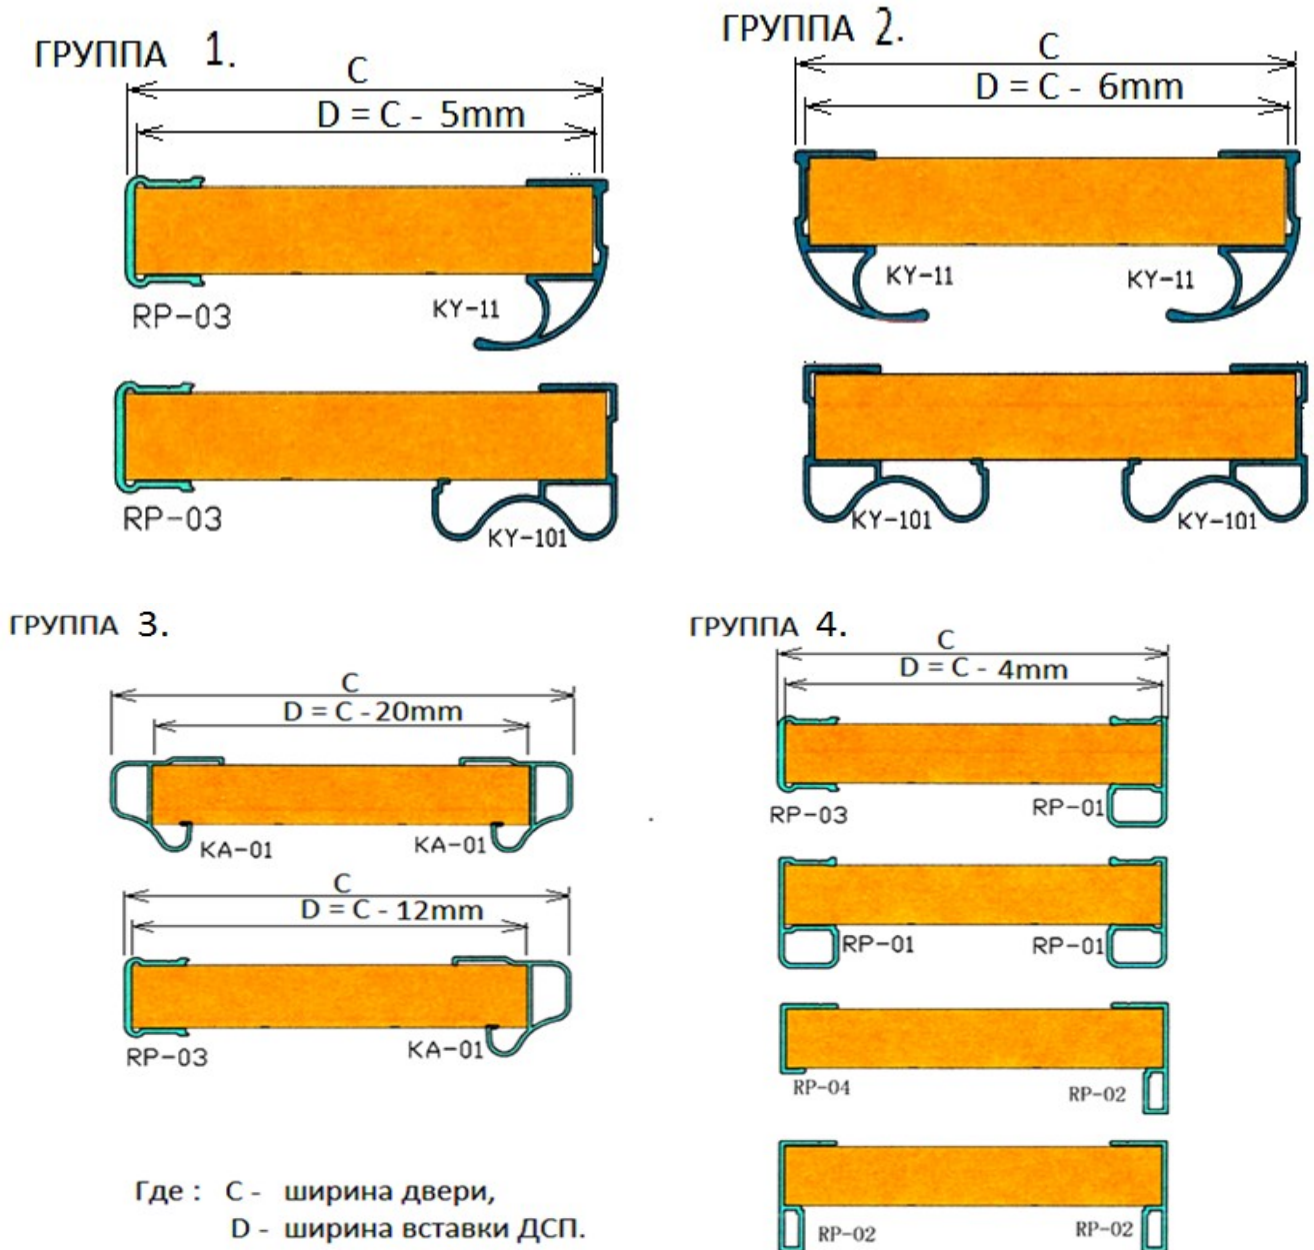 ГРУППА 1.
C
D = C - 5mm
RP-03
KY-11
RP-03
KY-101
ГРУППА 2.
C
D = C - 6mm
KY-11
KY-11
KY-101
KY-101
ГРУППА 3.
C
D = C - 20mm
KA-01
KA-01
C
D = C - 12mm
RP-03
KA-01
ГРУППА 4.
C
D = C - 4mm
RP-03
RP-01
RP-01
RP-01
RP-04
RP-02
RP-02
RP-02
Где : С - ширина двери,
D - ширина вставки ДСП.